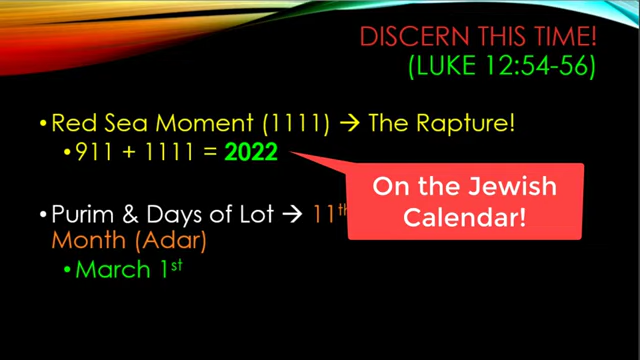 DISCERN THIS TIME!
(LUKE 12:54-56)
• Red Sea Moment (1111) → The Rapture!
• 911 + 1111 = 2022
On the Jewish
Calendar!
• Purim & Days of Lot → 11th
Month (Adar)
• March 1st